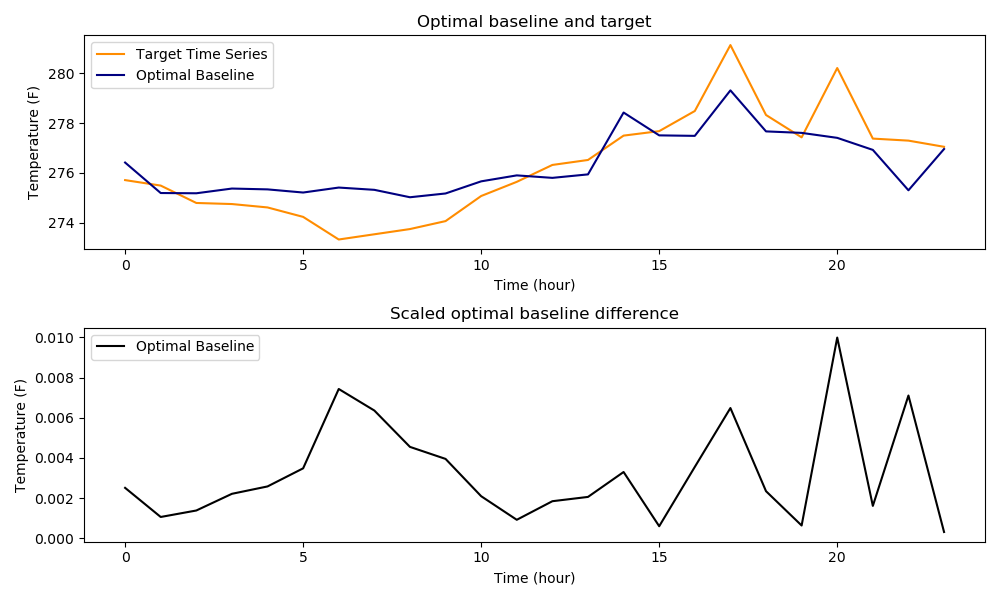 Optimal baseline and target
Target Time Series
Optimal Baseline
Temperature (F)
280
278
276
274
0
5
10
15
20
Time (hour)
Scaled optimal baseline difference
Optimal Baseline
Temperature (F)
0.010
0.008
0.006
0.004
0.002
0.000
0
5
10
15
20
Time (hour)